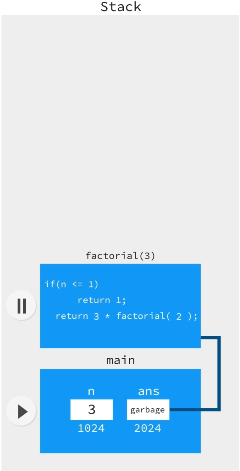 Stack
factorial(3)
if(n <= 1)
return 1;
return 3 * factorial( 2 );
main
n ans
3 garbage
1024 2024